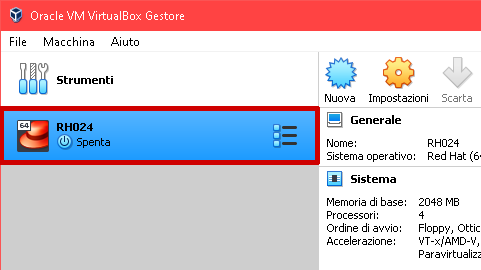 Oracle VM VirtualBox Gestore
File Macchina Aiuto
Strumenti
Nuova Impostazioni Scarta
64 RH024
Spenta
Generale
Nome: RH024
Sistema operativo: Red Hat (6
Sistema
Memoria di base: 2048 MB
Processori: 4
Ordine di avvio: Floppy, Ottic
Accelerazione: VT-x/AMD-V,
Paravirtualizz